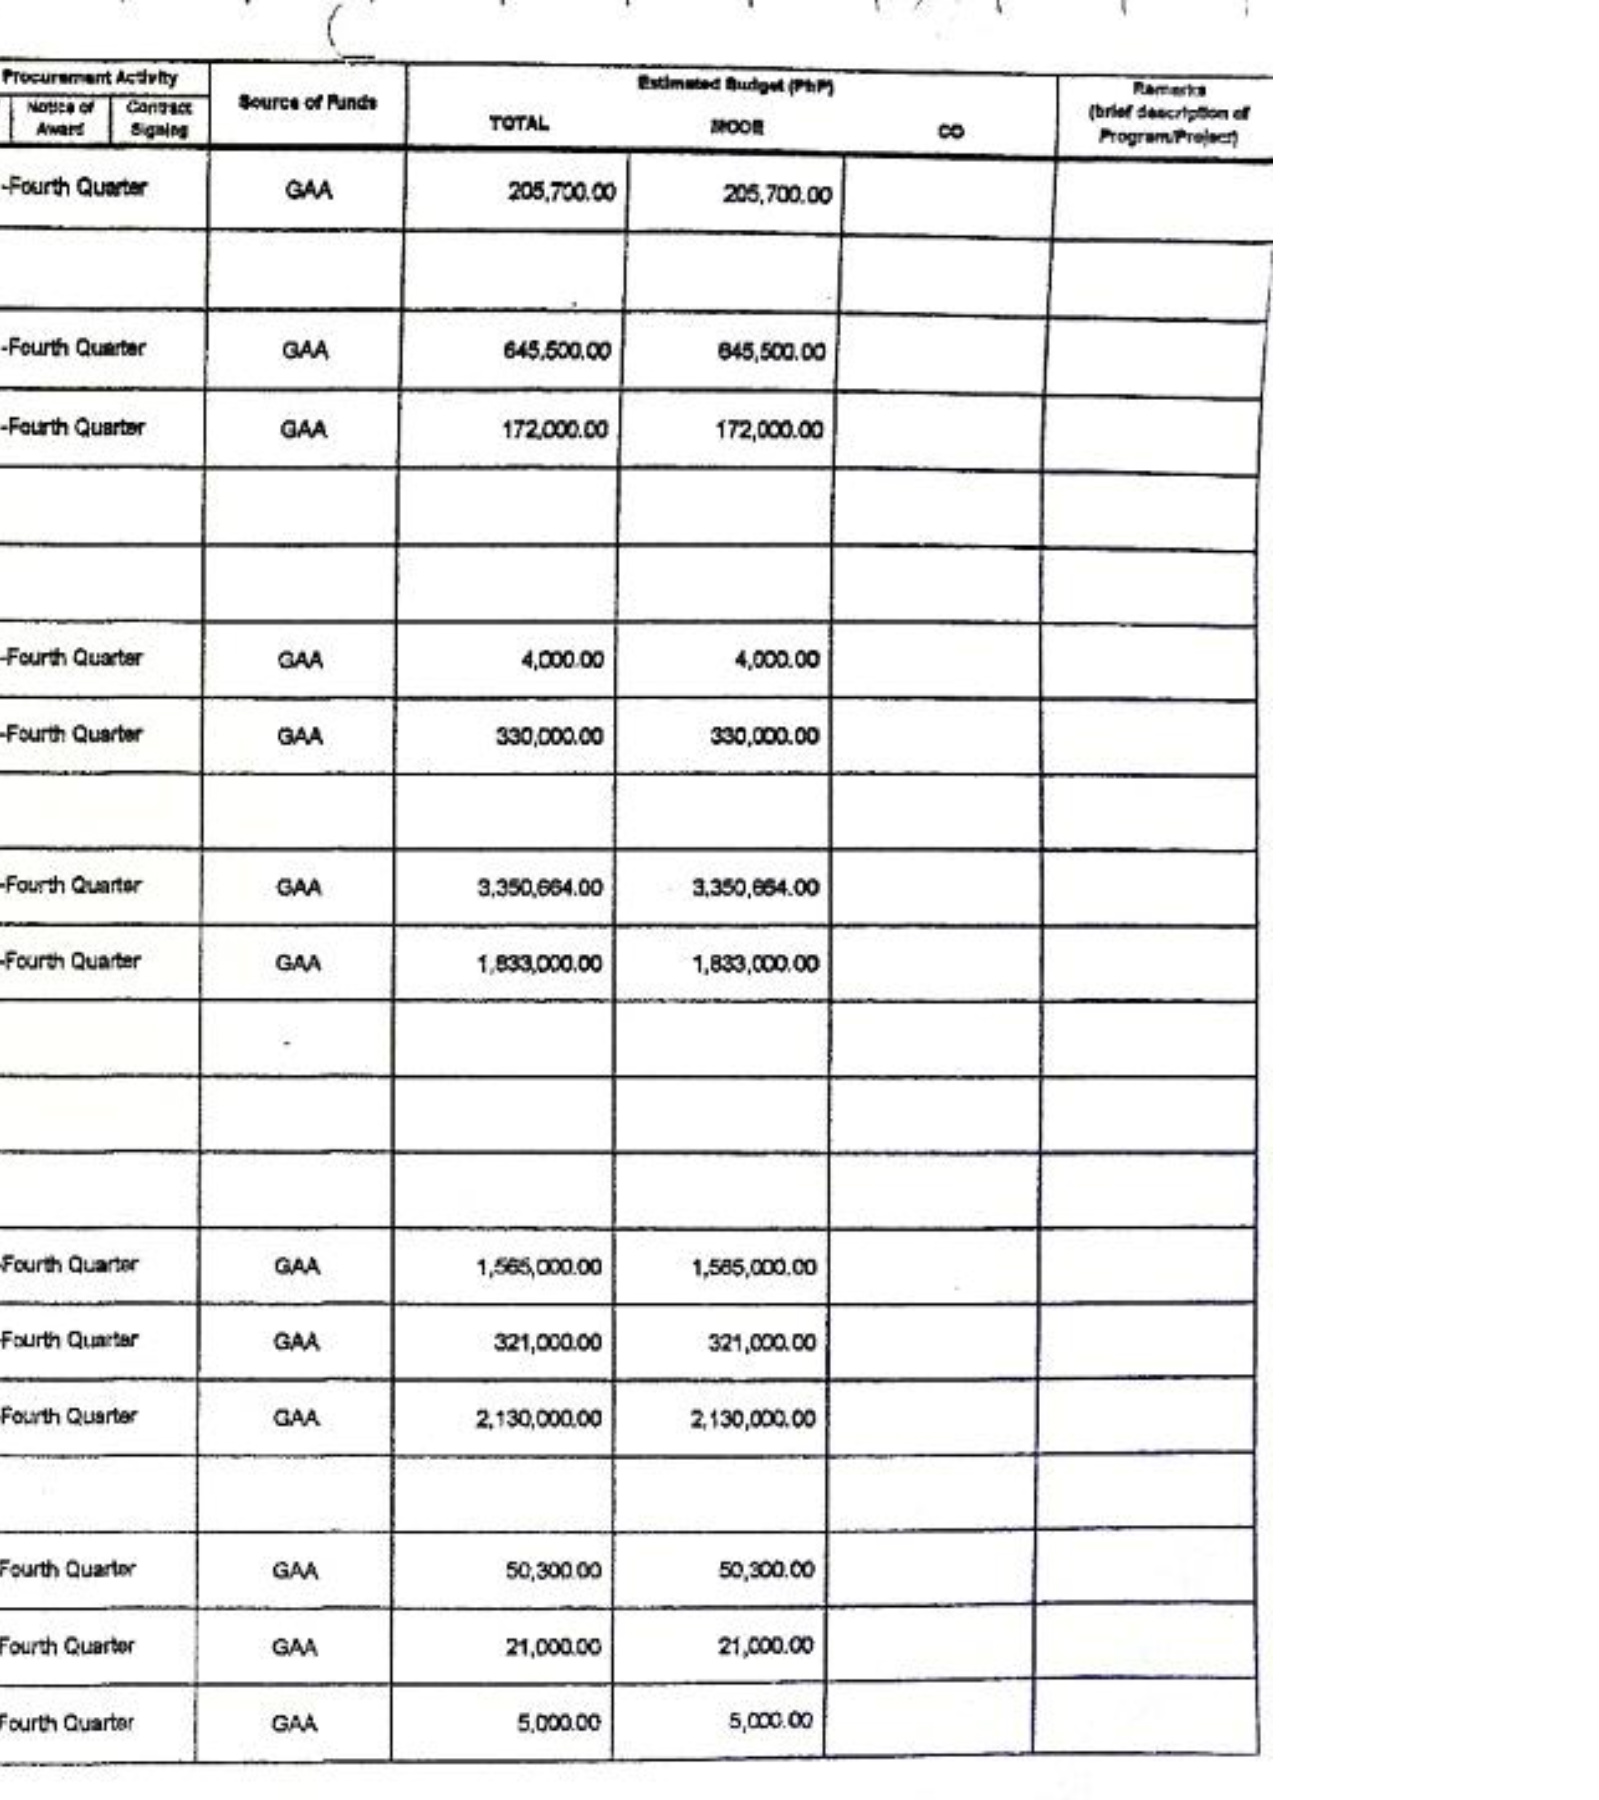 Procurement Activity
Notice of Award
Contract Signing
Source of Funds
Estimated Budget (PhP)
TOTAL
MOOE
CO
Remarks
(brief description of
Program/Project)
-Fourth Quarter GAA 205,700.00 205,700.00
-Fourth Quarter GAA 645,500.00 645,500.00
-Fourth Quarter GAA 172,000.00 172,000.00
-Fourth Quarter GAA 4,000.00 4,000.00
-Fourth Quarter GAA 330,000.00 330,000.00
-Fourth Quarter GAA 3,350,664.00 3,350,664.00
-Fourth Quarter GAA 1,833,000.00 1,833,000.00
-Fourth Quarter GAA 1,565,000.00 1,565,000.00
-Fourth Quarter GAA 321,000.00 321,000.00
-Fourth Quarter GAA 2,130,000.00 2,130,000.00
Fourth Quarter GAA 50,300.00 50,300.00
Fourth Quarter GAA 21,000.00 21,000.00
Fourth Quarter GAA 5,000.00 5,000.00